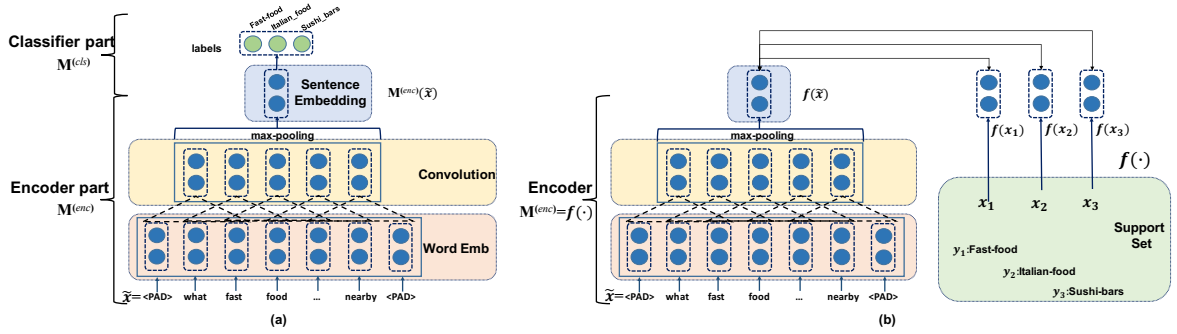 Fast-food
Italian_food
Sushi_bars
labels
Classifier part
M(cls)
Sentence
Embedding
M(enc)(x̃)
max-pooling
Convolution
Encoder part
M(enc)
Word Emb
x̃= <PAD> what fast food ... nearby <PAD>
(a)
f(x̃)
max-pooling
Encoder
M(enc)=f(·)
x̃= <PAD> what fast food ... nearby <PAD>
(b)
f(x1) f(x2) f(x3)
f(·)
x1 x2 x3
Support
Set
y1:Fast-food
y2:Italian-food
y3:Sushi-bars